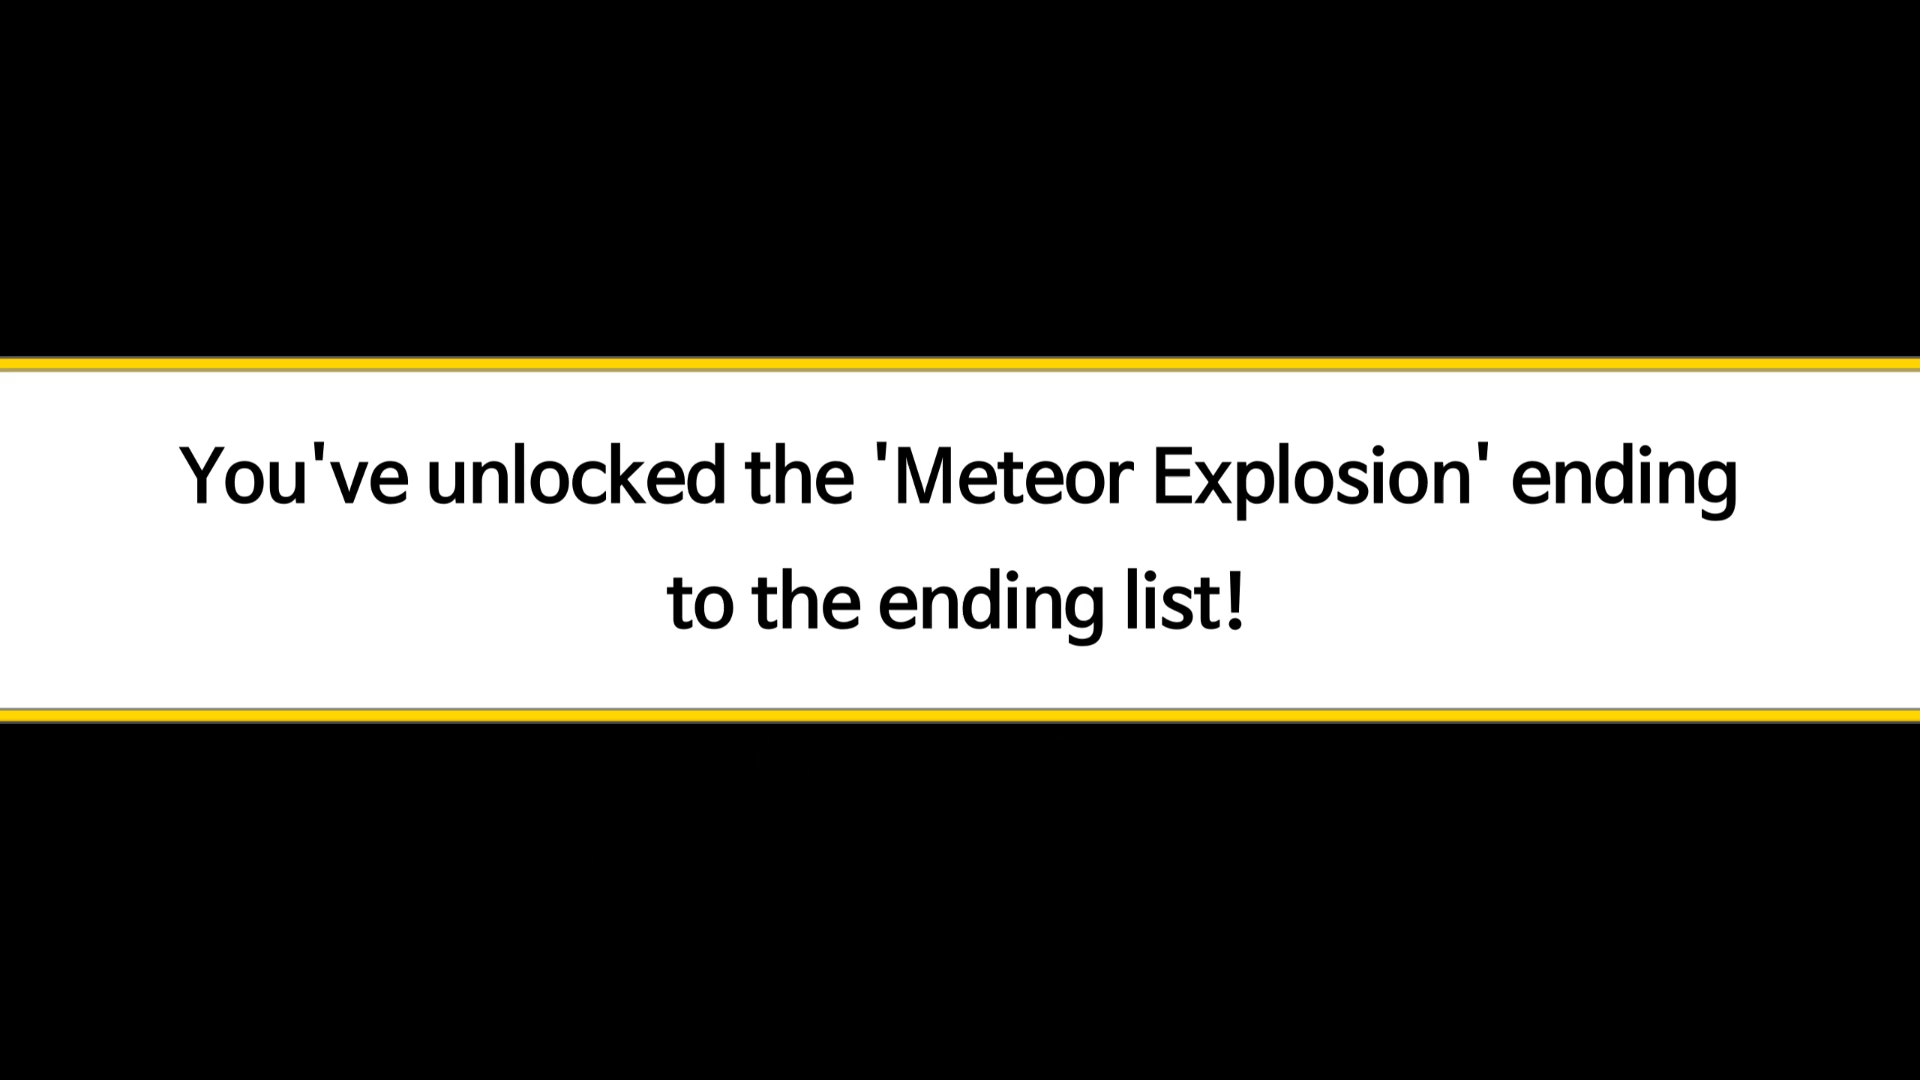 You've unlocked the 'Meteor Explosion' ending
to the ending list!